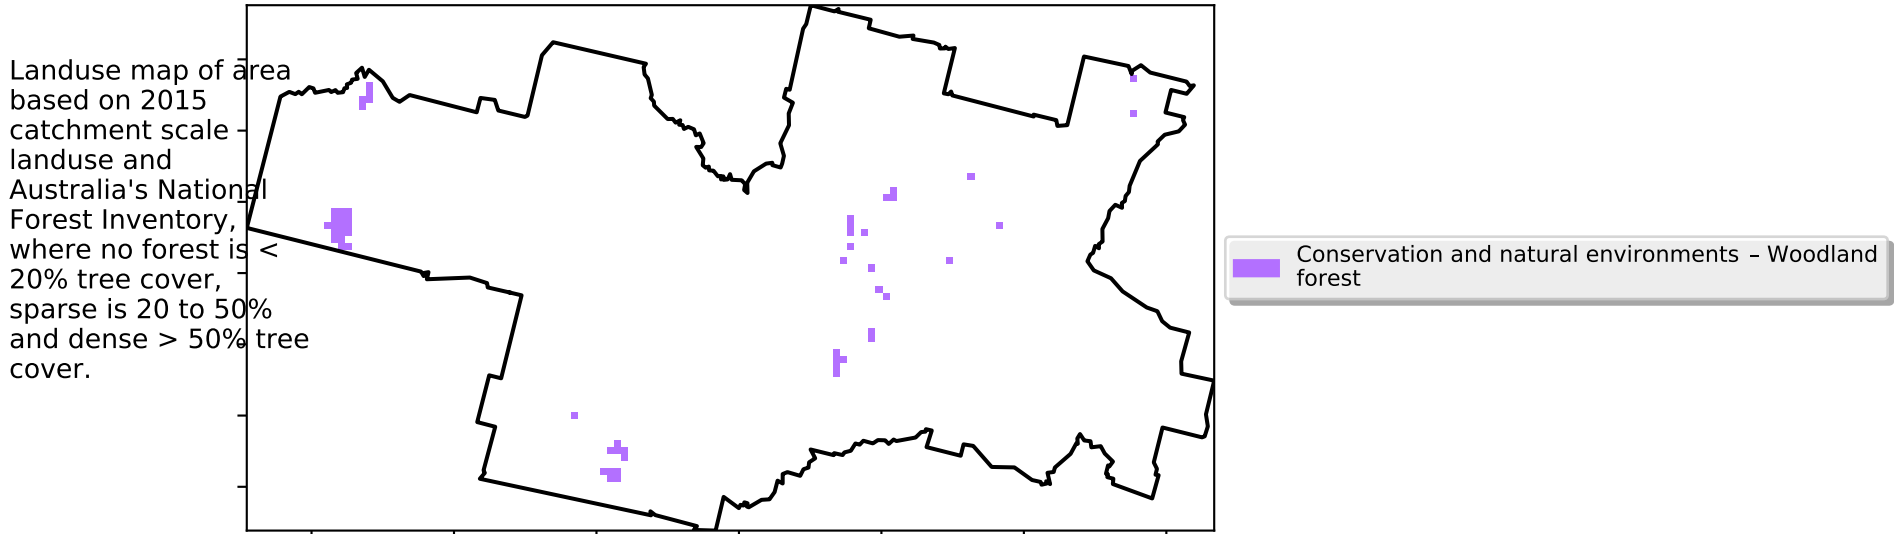 Landuse map of area
based on 2015
catchment scale
landuse and
Australia's National
Forest Inventory,
where no forest is <
20% tree cover,
sparse is 20 to 50%
and dense > 50% tree
cover.
Conservation and natural environments – Woodland
forest